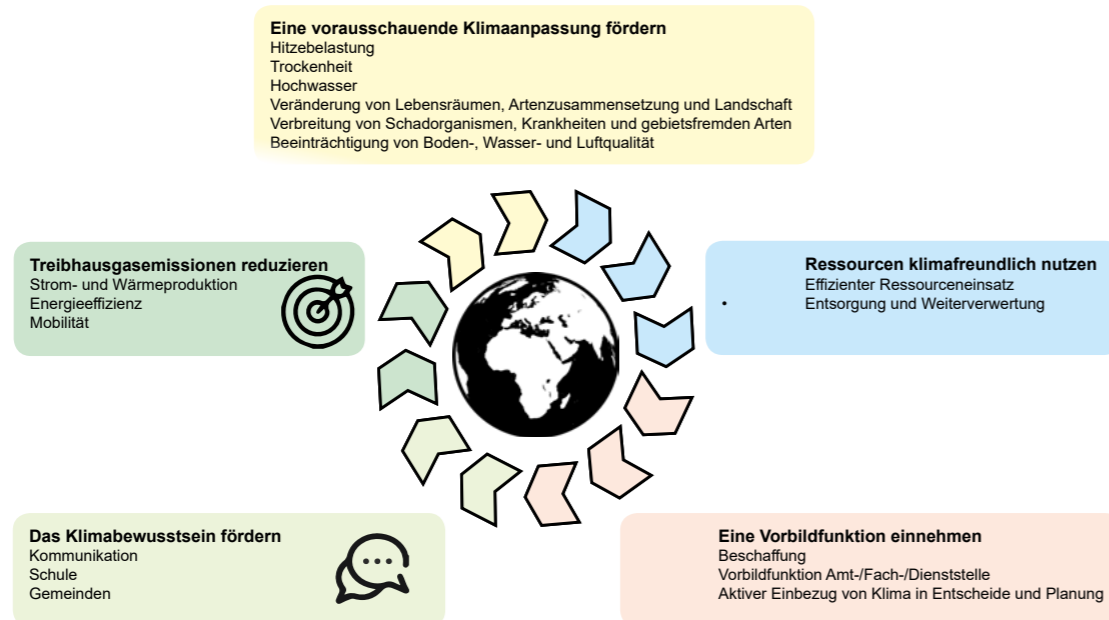 Eine vorausschauende Klimaanpassung fördern
Hitzebelastung
Trockenheit
Hochwasser
Veränderung von Lebensräumen, Artenzusammensetzung und Landschaft
Verbreitung von Schadorganismen, Krankheiten und gebietsfremden Arten
Beeinträchtigung von Boden-, Wasser- und Luftqualität
Treibhausgasemissionen reduzieren
Strom- und Wärmeproduktion
Energieeffizienz
Mobilität
Ressourcen klimafreundlich nutzen
Effizienter Ressourceneinsatz
• Entsorgung und Weiterverwertung
Das Klimabewusstsein fördern
Kommunikation
Schule
Gemeinden
Eine Vorbildfunktion einnehmen
Beschaffung
Vorbildfunktion Amt-/Fach-/Dienststelle
Aktiver Einbezug von Klima in Entscheide und Planung